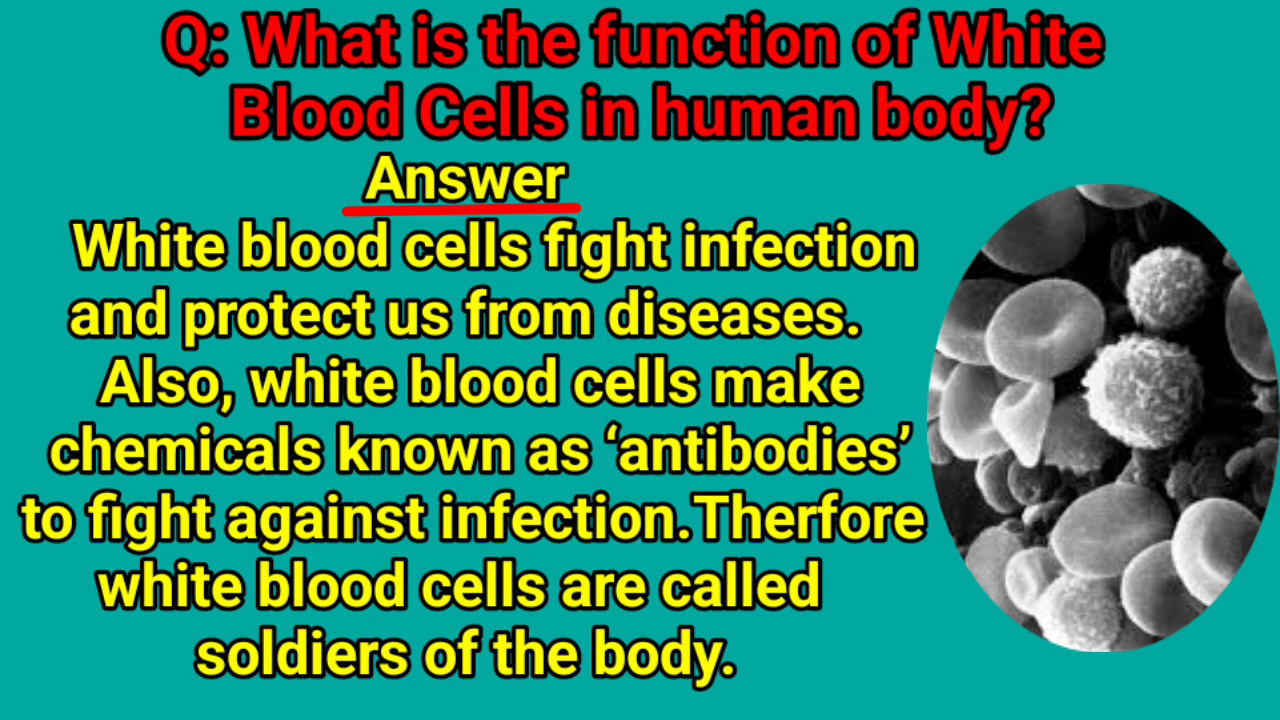 Q: What is the function of White
Blood Cells in human body?
Answer
White blood cells fight infection
and protect us from diseases.
Also, white blood cells make
chemicals known as ‘antibodies’
to fight against infection.Therfore
white blood cells are called
soldiers of the body.